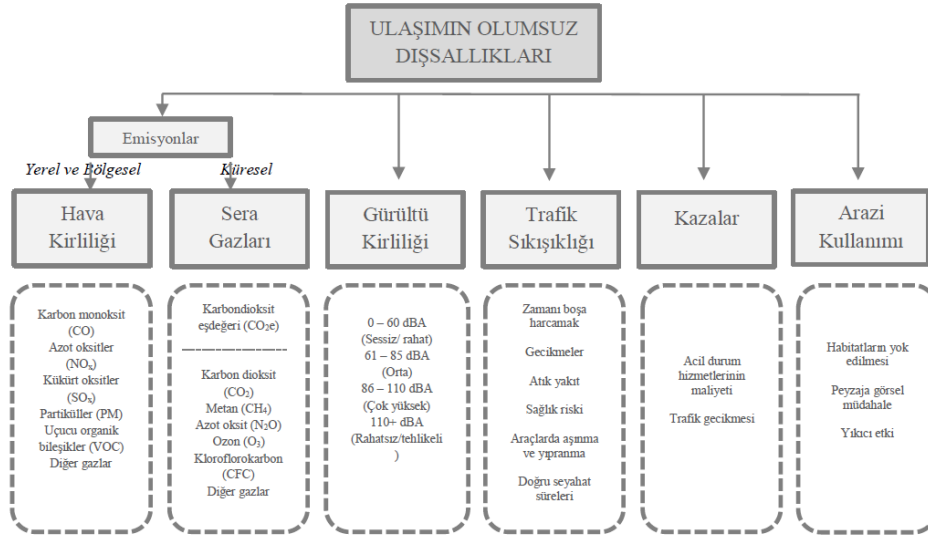 ULAŞIMIN OLUMSUZ
DIŞSALLIKLARI
Emisyonlar
Yerel ve Bölgesel
Küresel
Hava
Kirliliği
Sera
Gazları
Gürültü
Kirliliği
Trafik
Sıkışıklığı
Kazalar
Arazi
Kullanımı
Karbon monoksit
(CO)
Azot oksitler
(NOₓ)
Kükürt oksitler
(SOₓ)
Partiküller (PM)
Uçucu organik
bileşikler (VOC)
Diğer gazlar
Karbondioksit
eşdeğeri (CO₂e)
--------------------
Karbon dioksit
(CO₂)
Metan (CH₄)
Azot oksit (N₂O)
Ozon (O₃)
Kloroflorokarbon
(CFC)
Diğer gazlar
0 – 60 dBA
(Sessiz/ rahat)
61 – 85 dBA
(Orta)
86 – 110 dBA
(Çok yüksek)
110+ dBA
(Rahatsız/tehlikeli
)
Zamanı boşa
harcamak
Gecikmeler
Atık yakıt
Sağlık riski
Araçlarda aşınma
ve yıpranma
Doğru seyahat
süreleri
Acil durum
hizmetlerinin
maliyeti
Trafik gecikmesi
Habitatların yok
edilmesi
Peyzaja görsel
müdahale
Yıkıcı etki